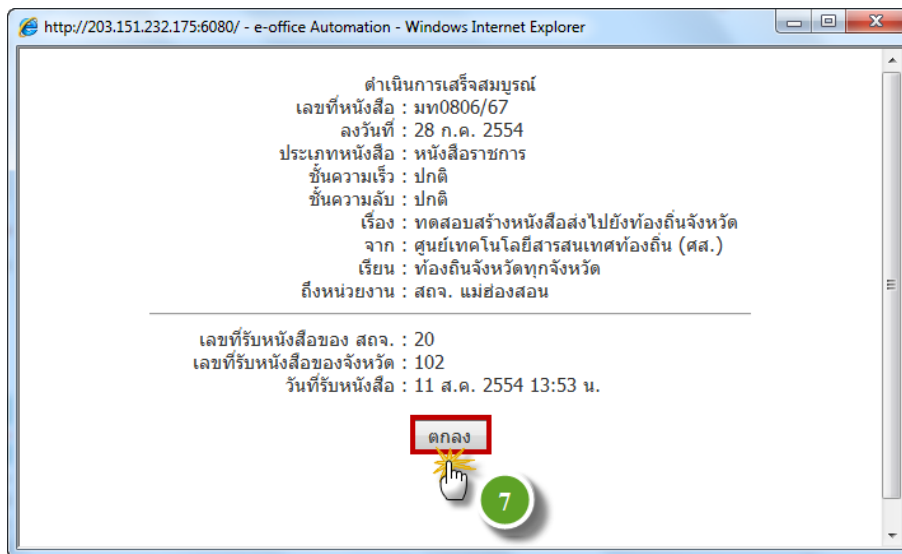 http://203.151.232.175:6080/ - e-office Automation - Windows Internet Explorer
ดำเนินการเสร็จสมบูรณ์
เลขที่หนังสือ : มท0806/67
ลงวันที่ : 28 ก.ค. 2554
ประเภทหนังสือ : หนังสือราชการ
ชั้นความเร็ว : ปกติ
ชั้นความลับ : ปกติ
เรื่อง : ทดสอบสร้างหนังสือส่งไปยังท้องถิ่นจังหวัด
จาก : ศูนย์เทคโนโลยีสารสนเทศท้องถิ่น (ศส.)
เรียน : ท้องถิ่นจังหวัดทุกจังหวัด
ถึงหน่วยงาน : สถจ. แม่ฮ่องสอน
เลขที่รับหนังสือของ สถจ. : 20
เลขที่รับหนังสือของจังหวัด : 102
วันที่รับหนังสือ : 11 ส.ค. 2554 13:53 น.
ตกลง
7